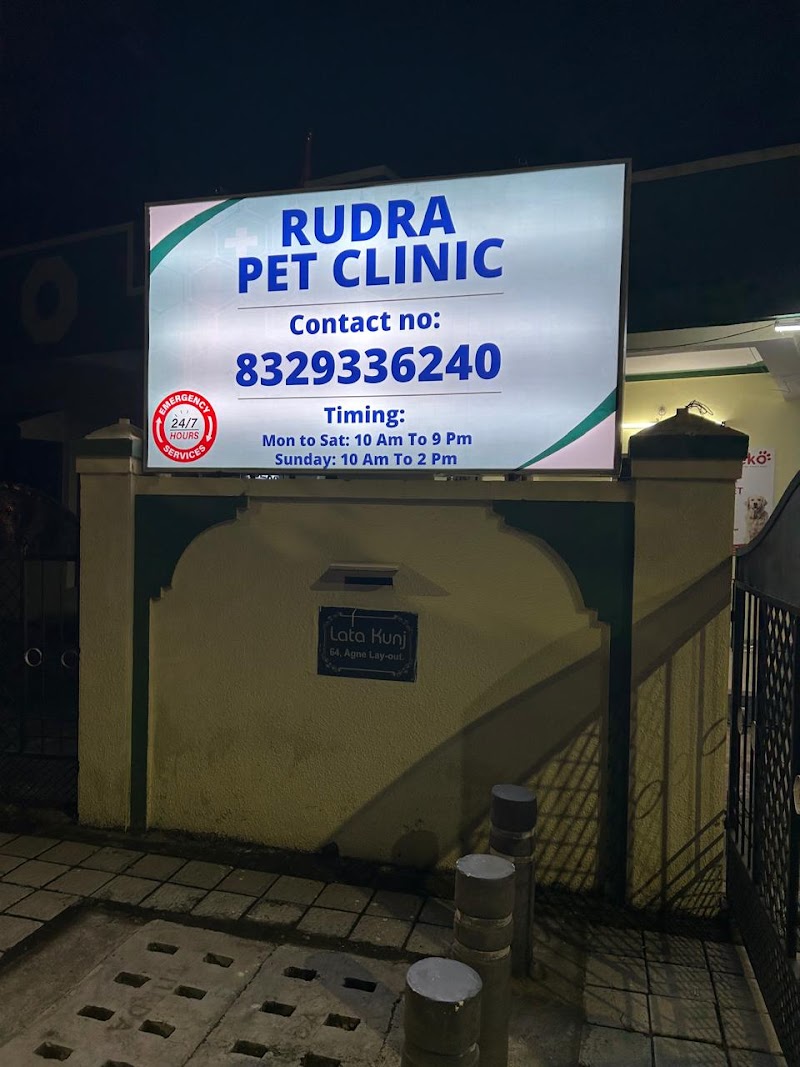 RUDRA
PET CLINIC
Contact no:
8329336240
EMERGENCY
24/7
HOURS
SERVICES
Timing:
Mon to Sat: 10 Am To 9 Pm
Sunday: 10 Am To 2 Pm
Lata Kunj
64, Agne Lay-out.